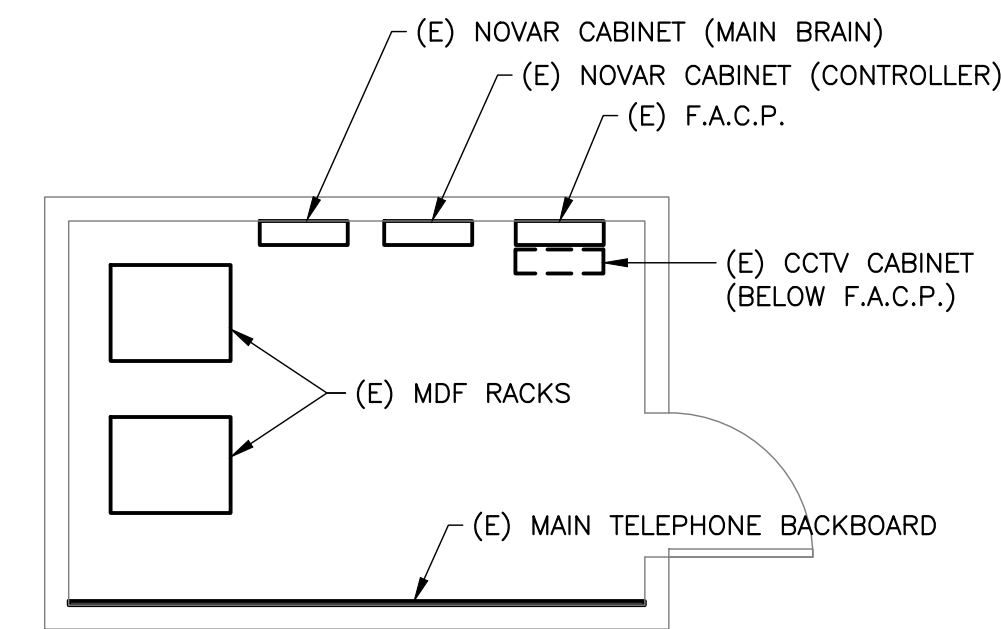 (E) NOVAR CABINET (MAIN BRAIN)
(E) NOVAR CABINET (CONTROLLER)
(E) F.A.C.P.
(E) CCTV CABINET
(BELOW F.A.C.P.)
(E) MDF RACKS
(E) MAIN TELEPHONE BACKBOARD